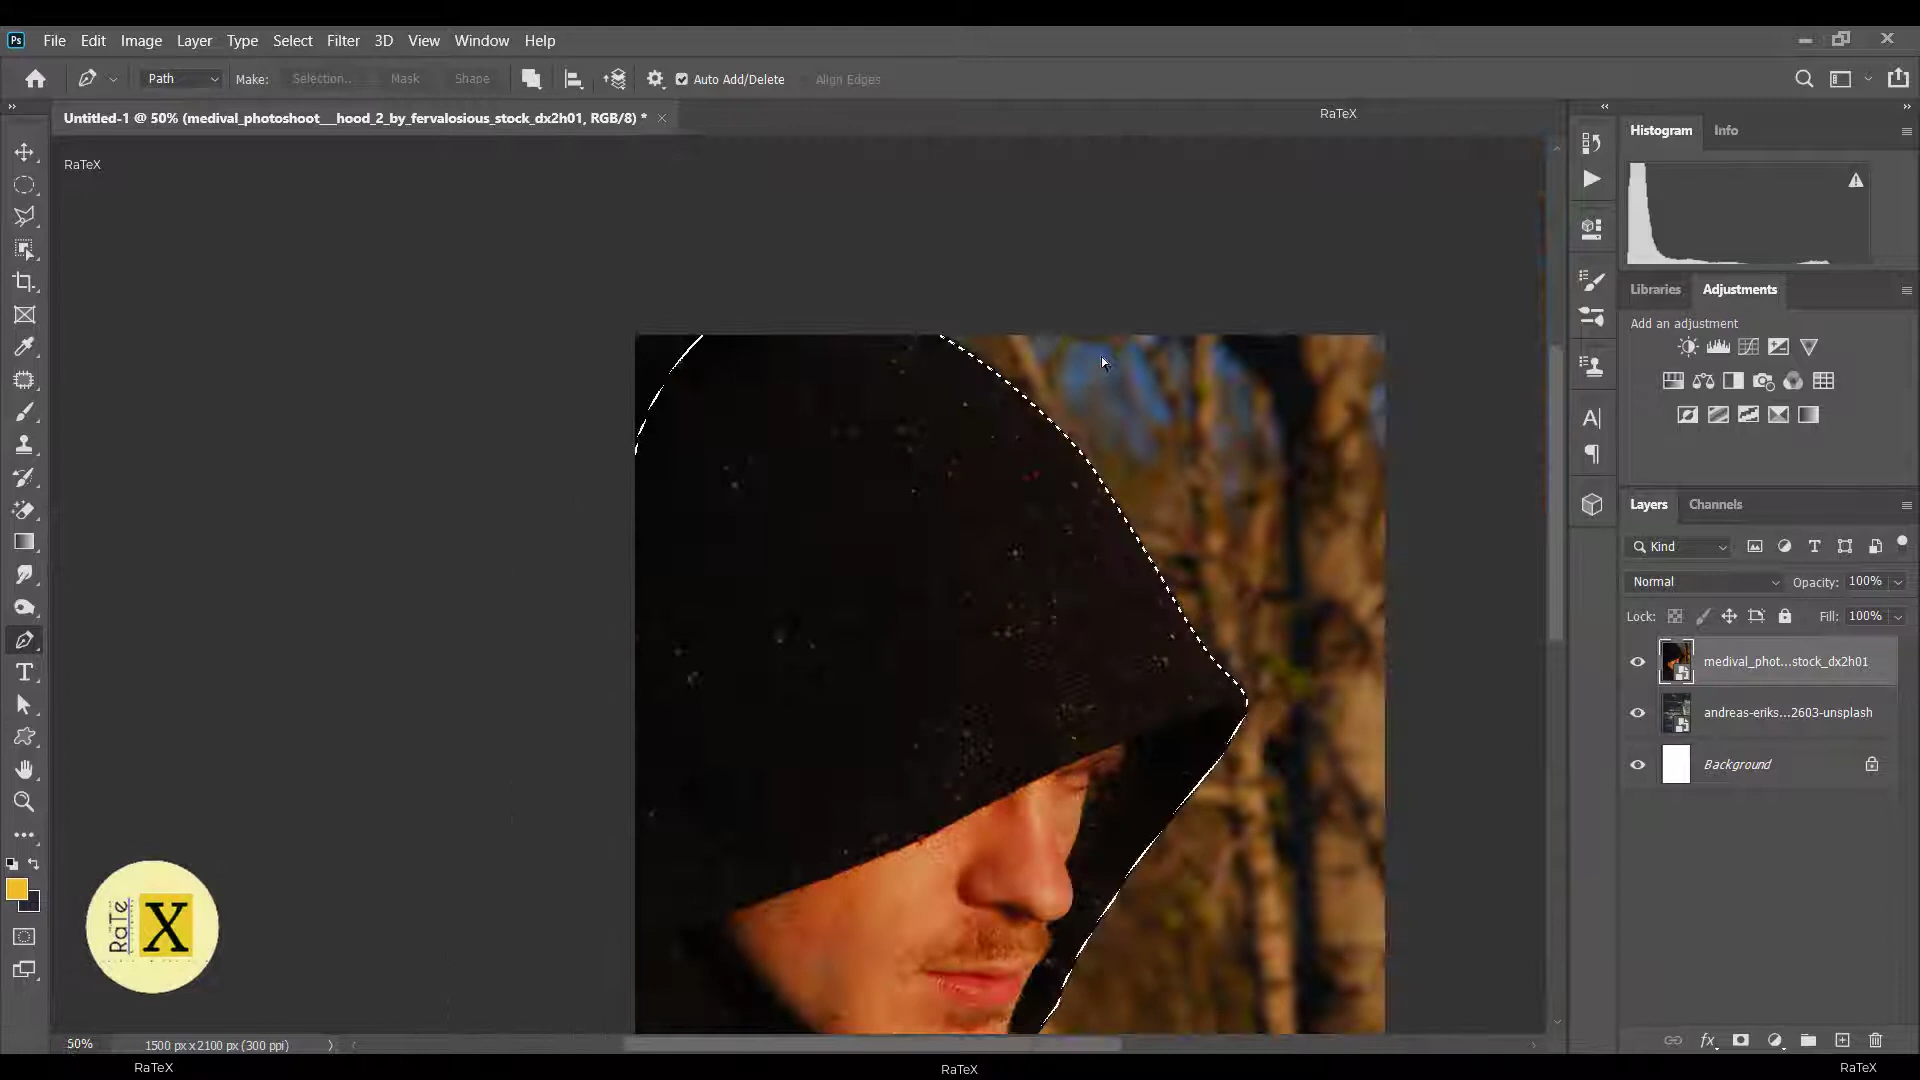 Ps File Edit Image Layer Type Select Filter 3D View Window Help
Path Make: Selection... Mask Shape Auto Add/Delete Align Edges
Untitled-1 @ 50% (medival_photoshoot__hood_2_by_fervalosious_stock_dx2h01, RGB/8) *
RaTeX
RaTeX
Histogram Info
Libraries Adjustments
Add an adjustment
Layers Channels
Kind
Normal Opacity: 100%
Lock: Fill: 100%
medival_phot...stock_dx2h01
andreas-eriks...2603-unsplash
Background
RaTe X
50% 1500 px x 2100 px (300 ppi)
RaTeX RaTeX RaTeX